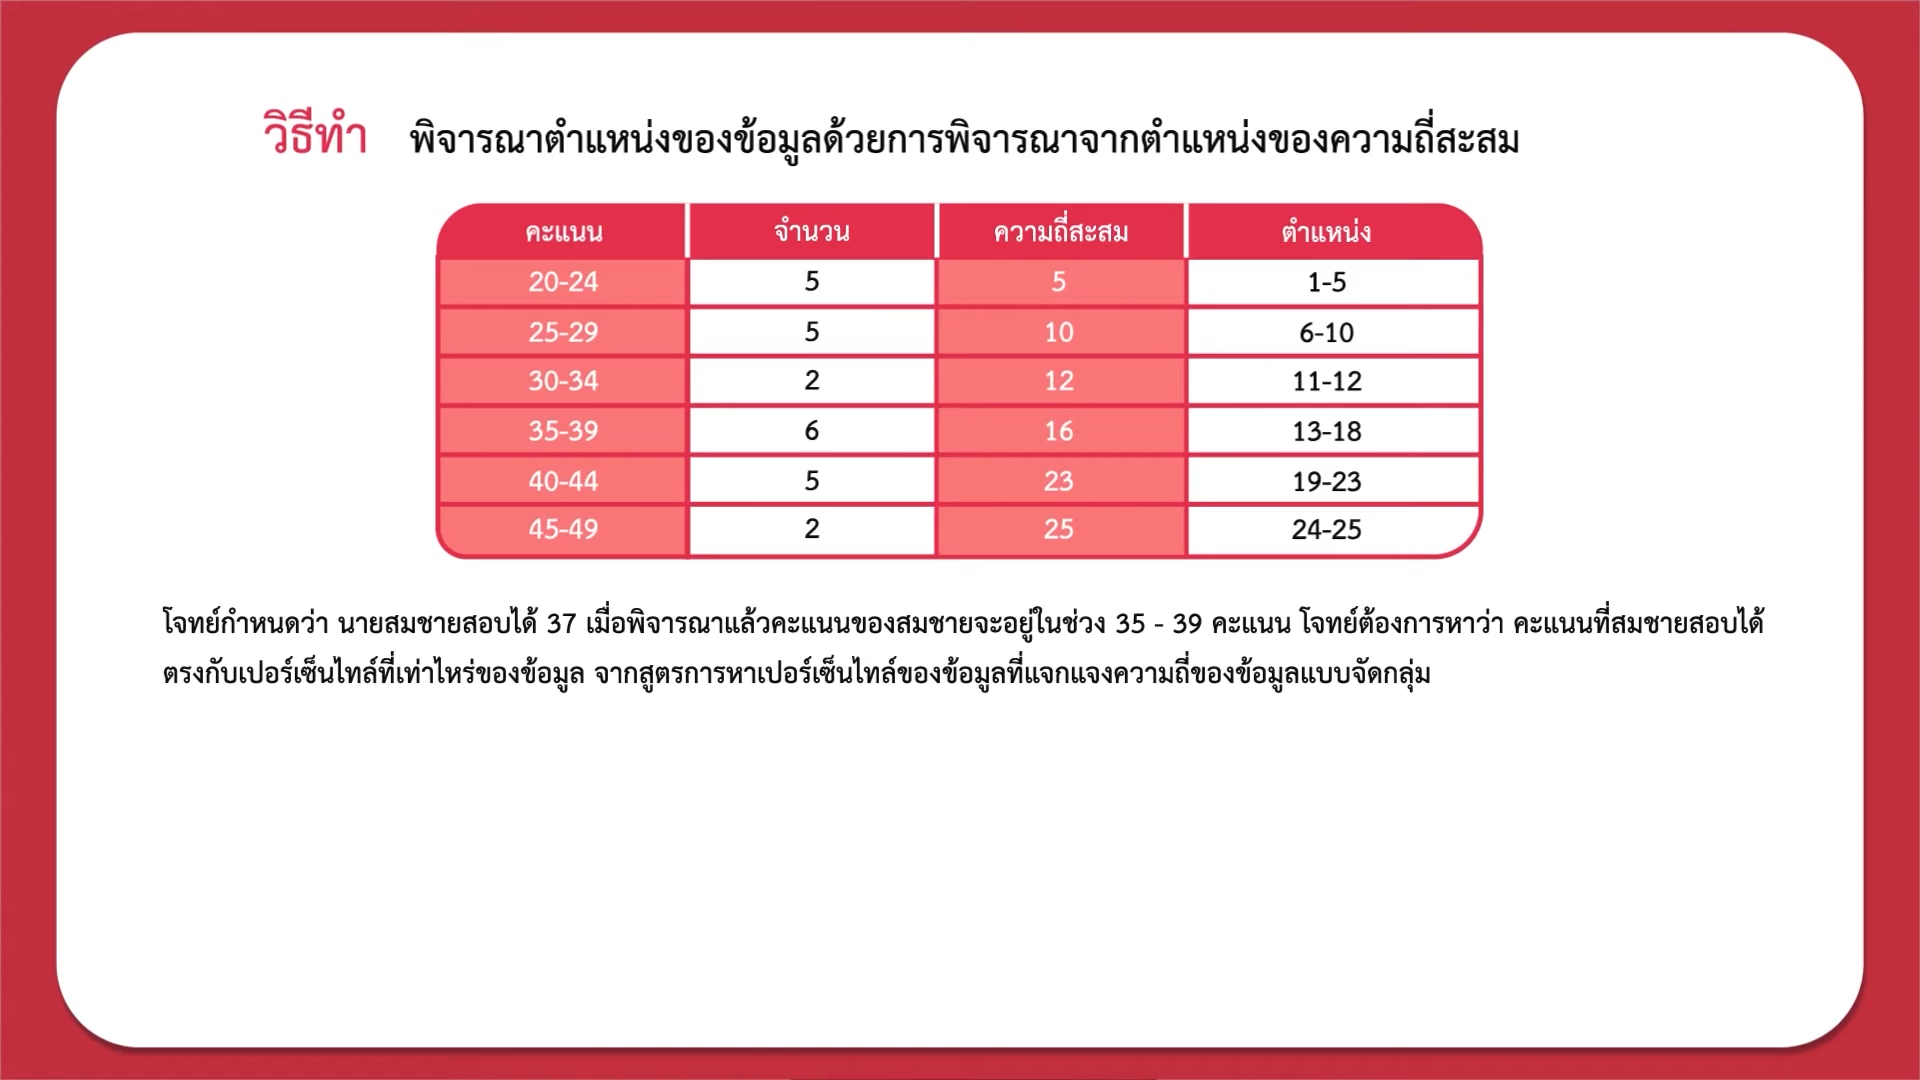 วิธีทำ พิจารณาตำแหน่งของข้อมูลด้วยการพิจารณาจากตำแหน่งของความถี่สะสม
คะแนน จำนวน ความถี่สะสม ตำแหน่ง
20-24 5 5 1-5
25-29 5 10 6-10
30-34 2 12 11-12
35-39 6 16 13-18
40-44 5 23 19-23
45-49 2 25 24-25
โจทย์กำหนดว่า นายสมชายสอบได้ 37 เมื่อพิจารณาแล้วคะแนนของสมชายจะอยู่ในช่วง 35 - 39 คะแนน โจทย์ต้องการหาว่า คะแนนที่สมชายสอบได้
ตรงกับเปอร์เซ็นไทล์ที่เท่าไหร่ของข้อมูล จากสูตรการหาเปอร์เซ็นไทล์ของข้อมูลที่แจกแจงความถี่ของข้อมูลแบบจัดกลุ่ม